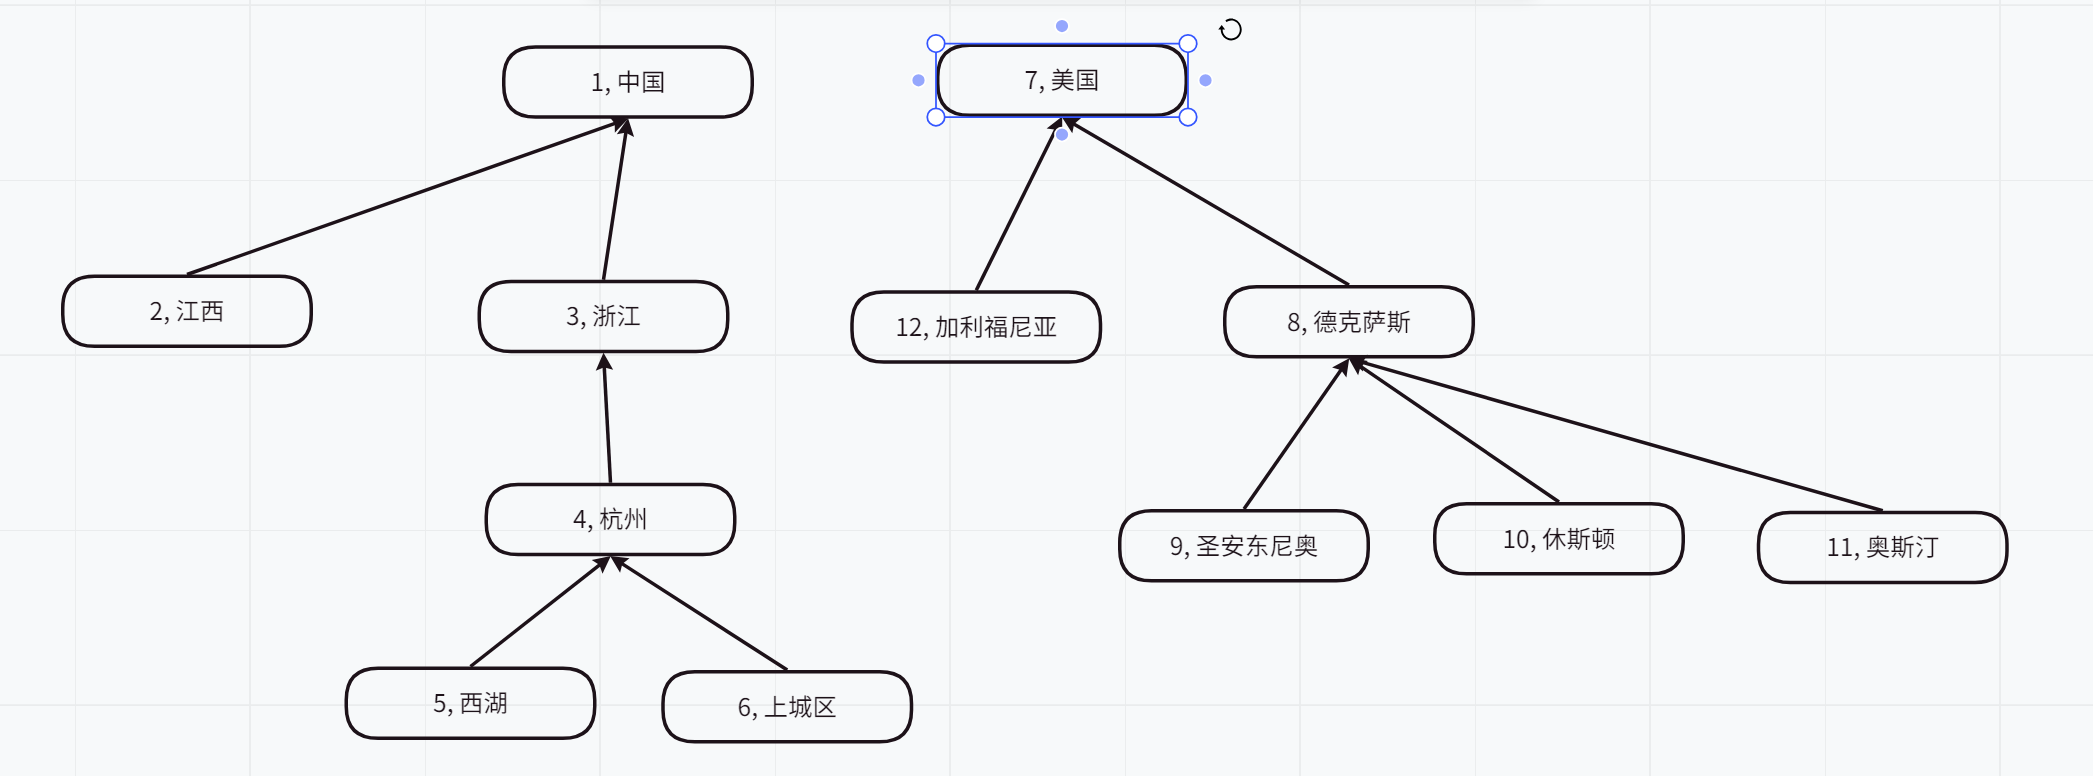 1, 中国
7, 美国
2, 江西
3, 浙江
12, 加利福尼亚
8, 德克萨斯
4, 杭州
9, 圣安东尼奥
10, 休斯顿
11, 奥斯汀
5, 西湖
6, 上城区